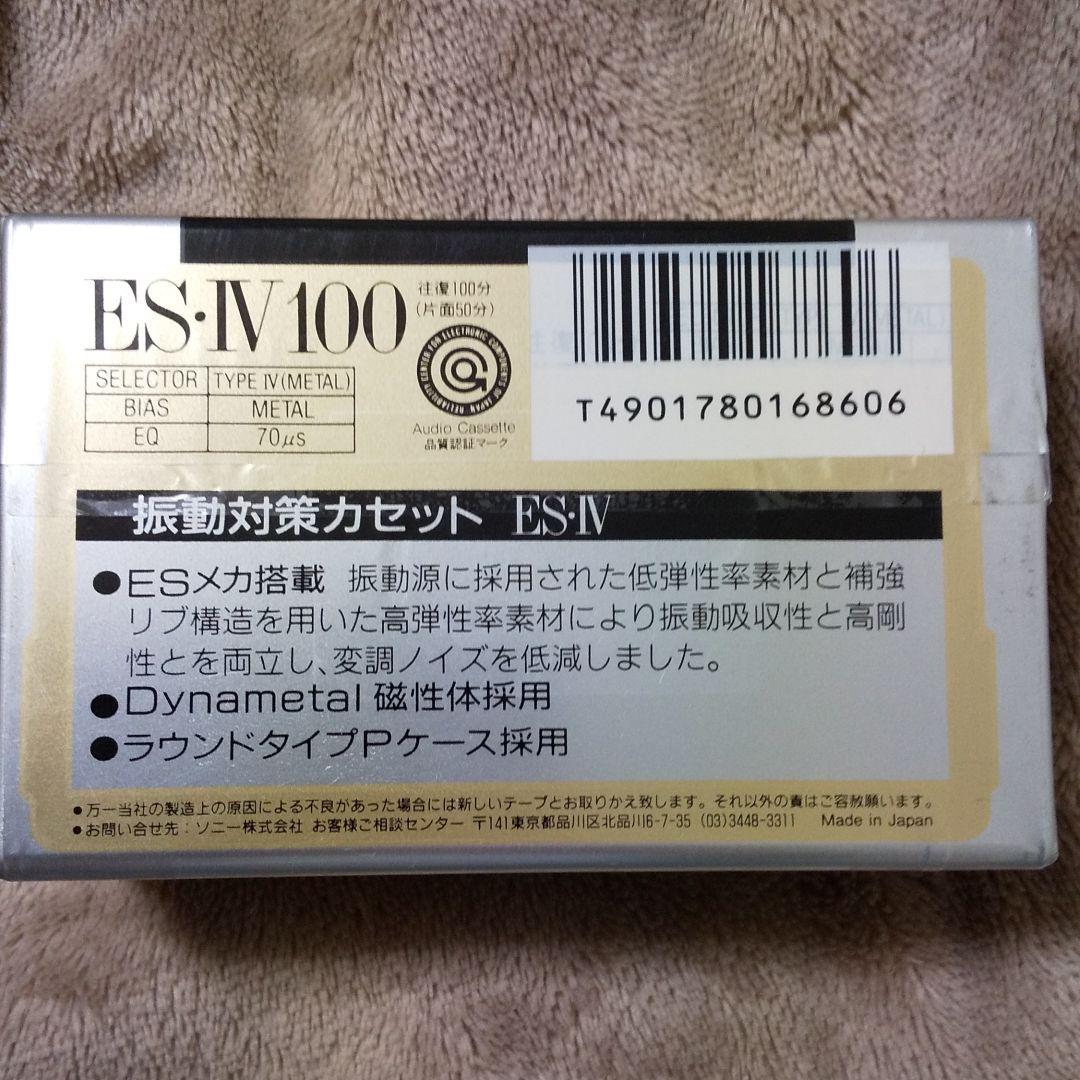 ES・IV100
往復100分
(片面50分)
SELECTOR TYPE IV(METAL)
BIAS METAL
EQ 70μs
RELIABILITY CENTER FOR ELECTRONIC COMPONENTS OF JAPAN
Audio Cassette
品質認証マーク
T4901780168606
振動対策カセット ES・IV
●ESメカ搭載 振動源に採用された低弾性率素材と補強
リブ構造を用いた高弾性率素材により振動吸収性と高剛
性とを両立し、変調ノイズを低減しました。
●Dynametal 磁性体採用
●ラウンドタイプPケース採用
●万一当社の製造上の原因による不良があった場合には新しいテープとお取りかえ致します。それ以外の責はご容赦願います。
●お問い合せ先：ソニー株式会社 お客様ご相談センター 〒141東京都品川区北品川6-7-35 (03)3448-3311 Made in Japan